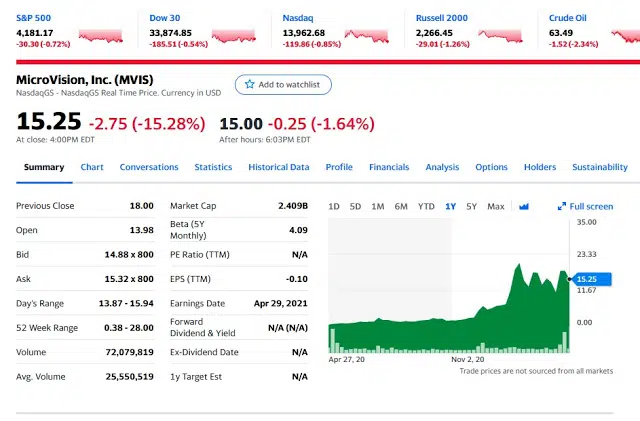 S&P 500
Dow 30
Nasdaq
Russell 2000
Crude Oil
4,181.17
33,874.85
13,962.68
2,266.45
63.49
-30.30 (-0.72%)
-185.51 (-0.54%)
-119.86 (-0.85%)
-29.01 (-1.26%)
-1.52 (-2.34%)
MicroVision, Inc. (MVIS)
NasdaqGS - NasdaqGS Real Time Price. Currency in USD
Add to watchlist
15.25 -2.75 (-15.28%)
At close: 4:00PM EDT
15.00 -0.25 (-1.64%)
After hours: 6:03PM EDT
Summary Chart Conversations Statistics Historical Data Profile Financials Analysis Options Holders Sustainability
Previous Close 18.00
Open 13.98
Bid 14.88 x 800
Ask 15.32 x 800
Day's Range 13.87 - 15.94
52 Week Range 0.38 - 28.00
Volume 72,079,819
Avg. Volume 25,550,519
Market Cap 2.409B
Beta (5Y
Monthly) 4.09
PE Ratio (TTM) N/A
EPS (TTM) -0.10
Earnings Date Apr 29, 2021
Forward
Dividend & Yield N/A (N/A)
Ex-Dividend Date N/A
1y Target Est N/A
1D 5D 1M 6M YTD 1Y 5Y Max
Full screen
35.00
23.33
15.25
11.67
0.00
Apr 27, 20
Nov 2, 20
Trade prices are not sourced from all markets